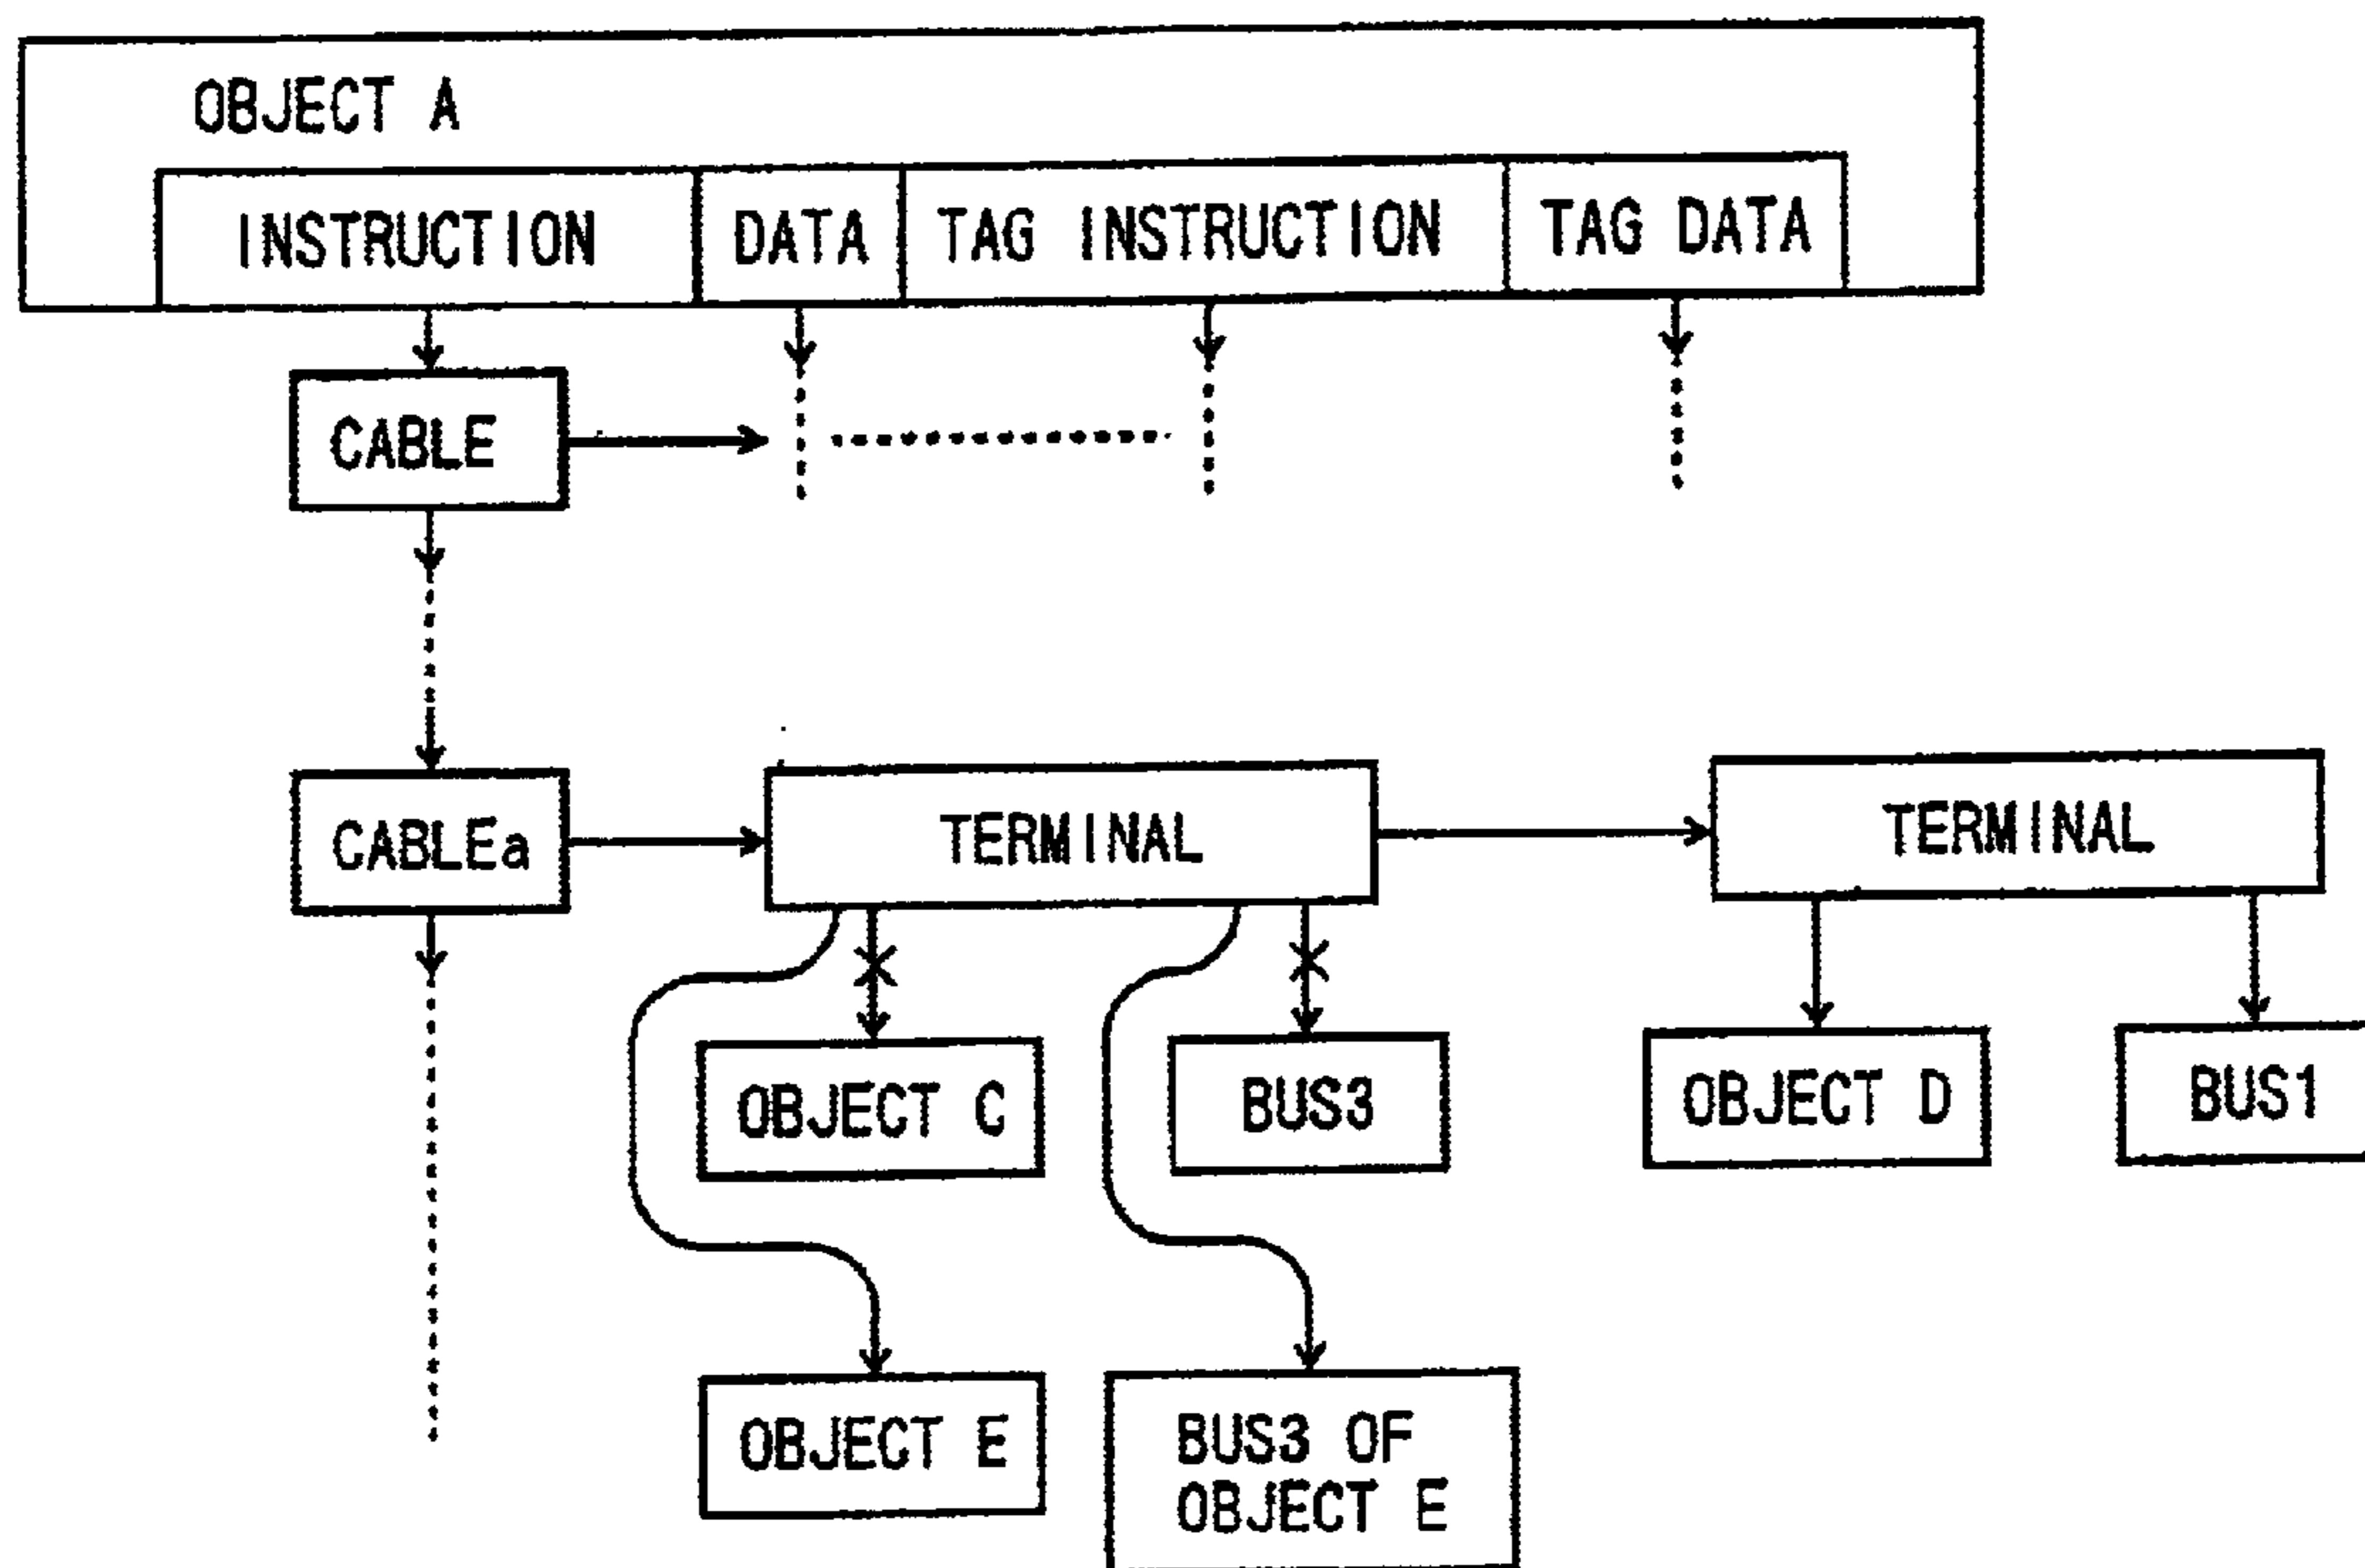 OBJECT A
INSTRUCTION
DATA
TAG INSTRUCTION
TAG DATA
CABLE
CABLEa
TERMINAL
TERMINAL
OBJECT C
BUS3
OBJECT D
BUS1
OBJECT E
BUS3 OF
OBJECT E